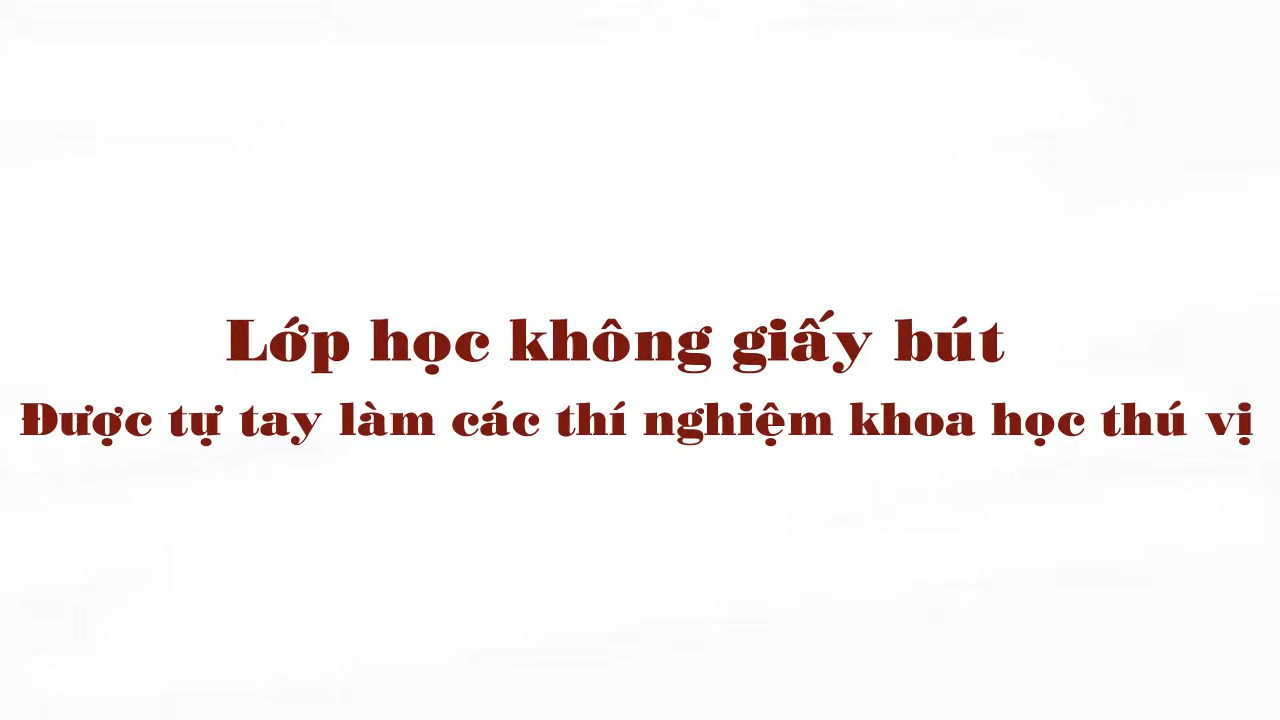 Lớp học không giấy bút
Được tự tay làm các thí nghiệm khoa học thú vị